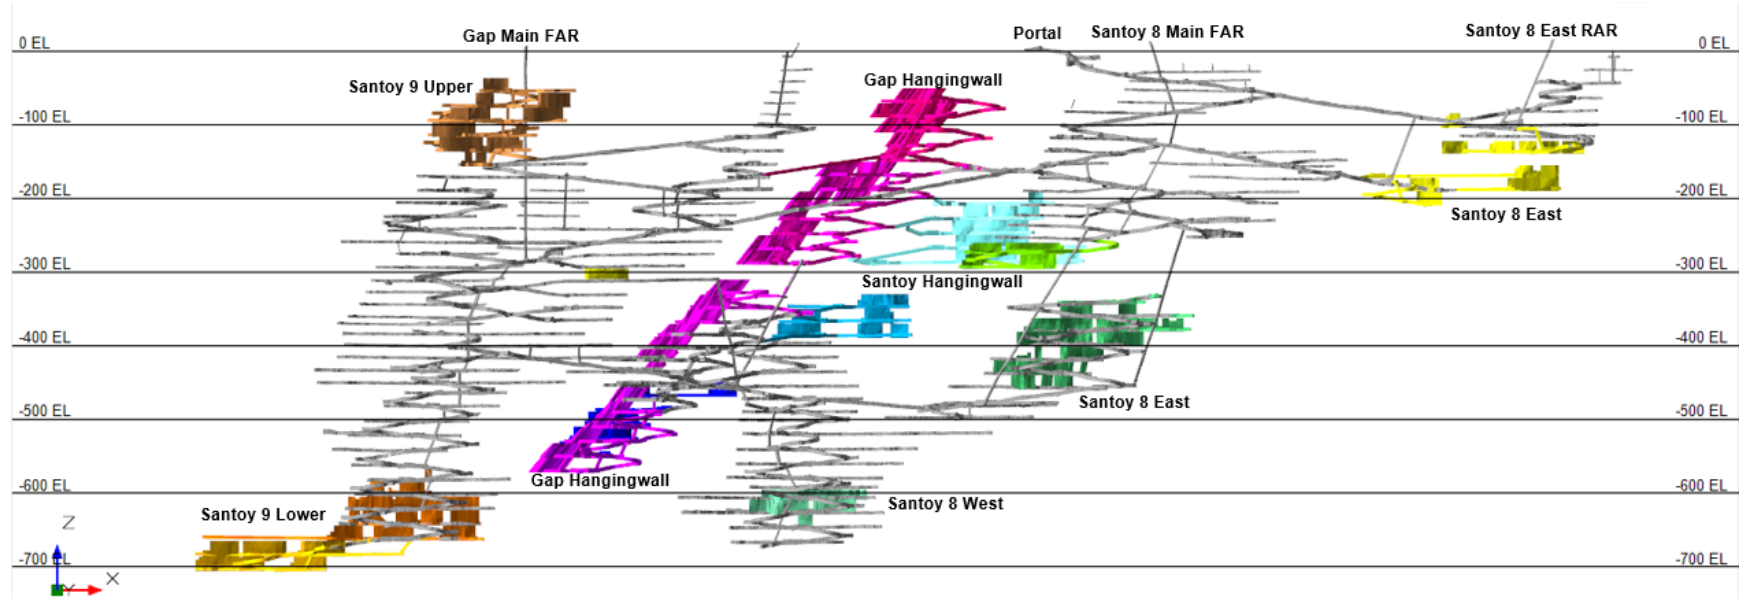 Gap Main FAR
Portal
Santoy 8 Main FAR
Santoy 8 East RAR
0 EL
0 EL
Santoy 9 Upper
Gap Hangingwall
-100 EL
-100 EL
-200 EL
-200 EL
Santoy 8 East
-300 EL
-300 EL
Santoy Hangingwall
-400 EL
-400 EL
Santoy 8 East
-500 EL
-500 EL
Gap Hangingwall
-600 EL
-600 EL
Santoy 8 West
Santoy 9 Lower
Z
-700 EL
-700 EL
X
Y